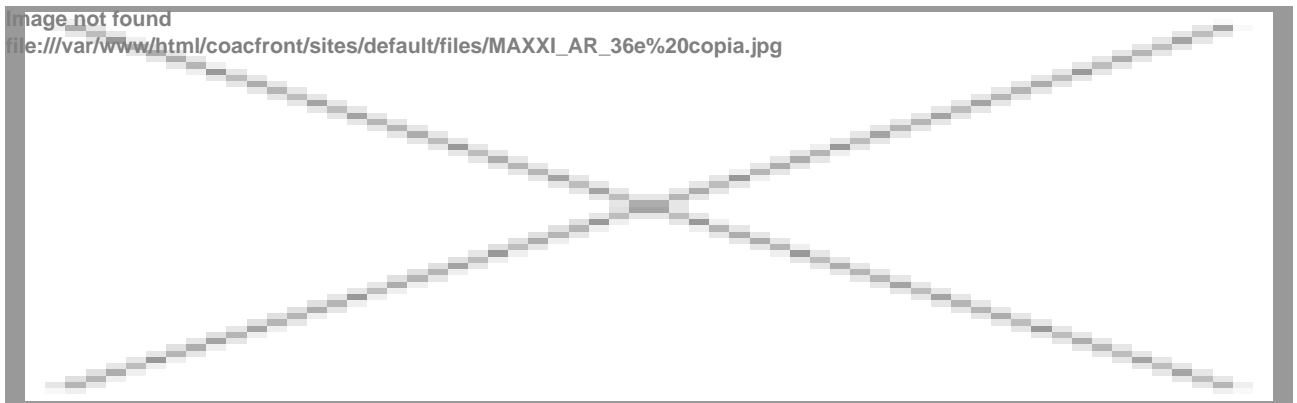 Image not found
file:///var/www/html/coacfront/sites/default/files/MAXXI_AR_36e%20copia.jpg